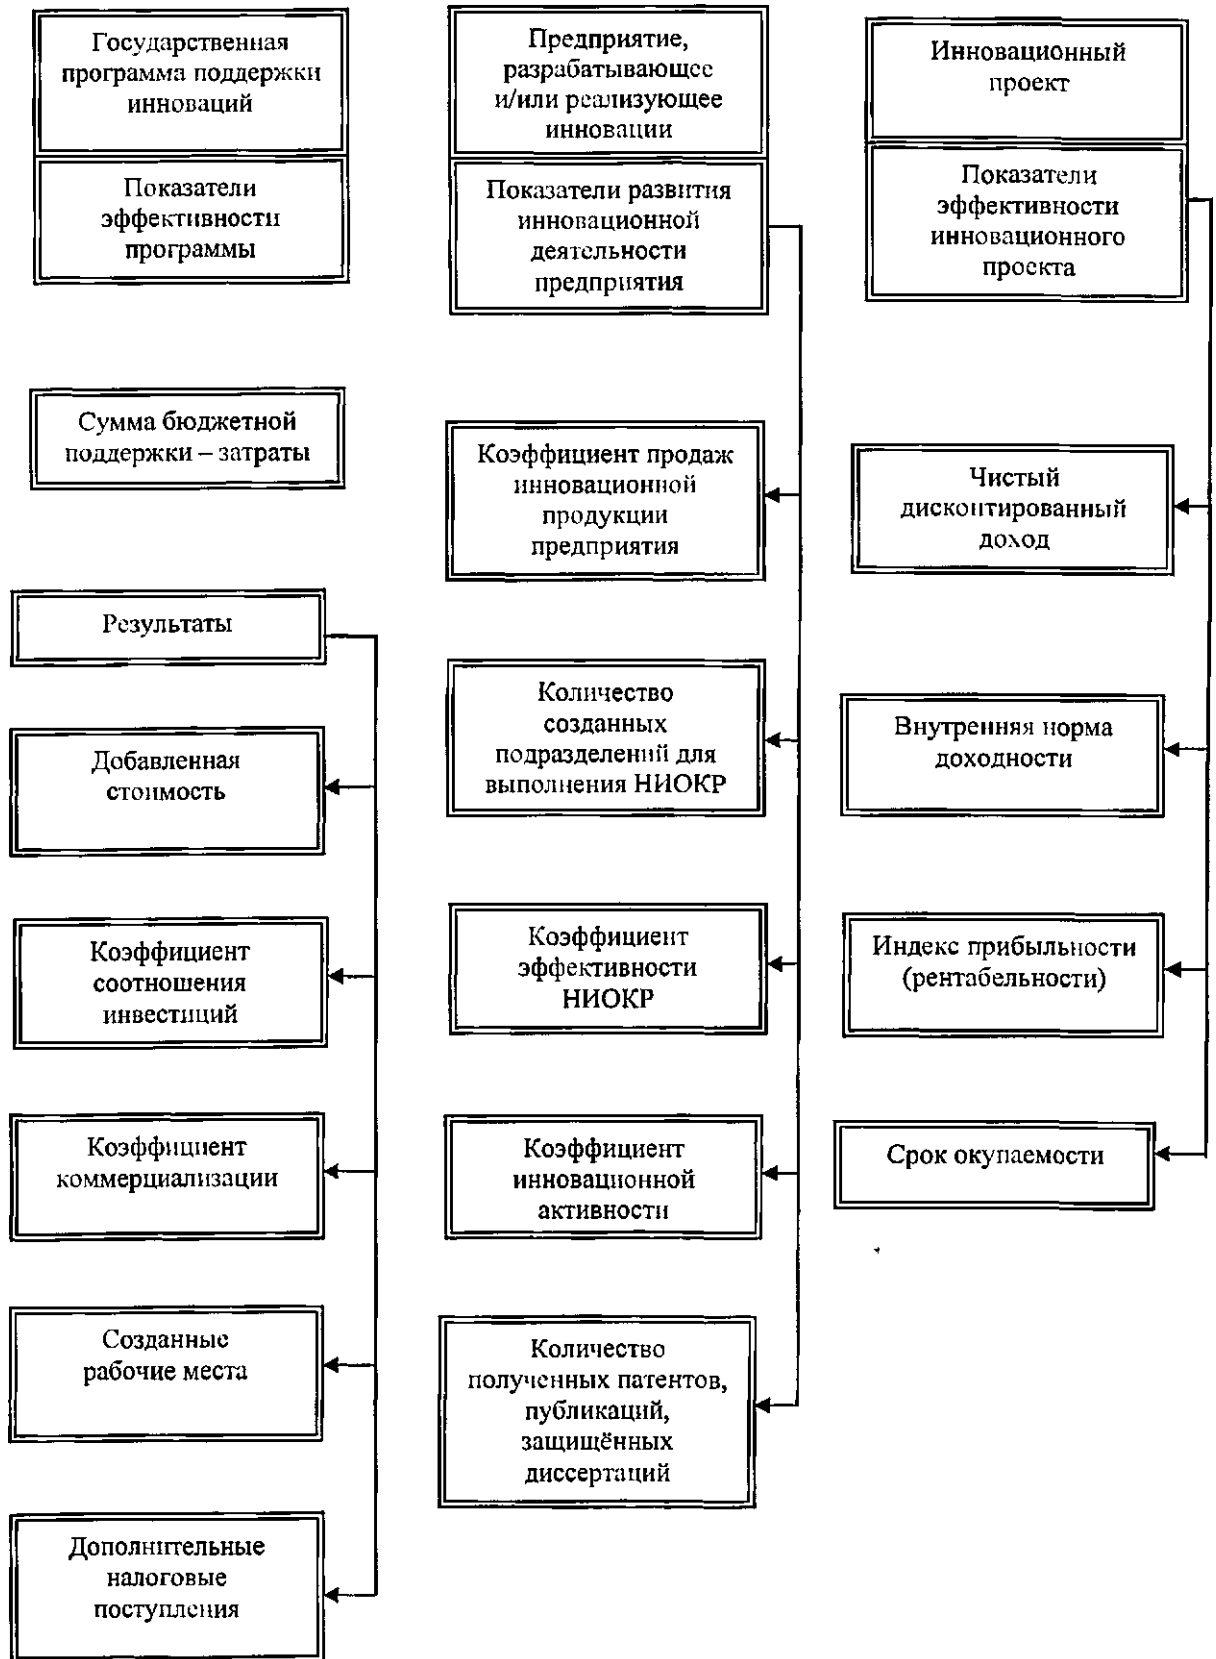 Государственная
программа поддержки
инноваций
Показатели
эффективности
программы
Сумма бюджетной
поддержки – затраты
Результаты
Добавленная
стоимость
Коэффициент
соотношения
инвестиций
Коэффициент
коммерциализации
Созданные
рабочие места
Дополнительные
налоговые
поступления
Предприятие,
разрабатывающее
и/или реализующее
инновации
Показатели развития
инновационной
деятельности
предприятия
Коэффициент продаж
инновационной
продукции
предприятия
Количество
созданных
подразделений для
выполнения НИОКР
Коэффициент
эффективности
НИОКР
Коэффициент
инновационной
активности
Количество
полученных патентов,
публикаций,
защищённых
диссертаций
Инновационный
проект
Показатели
эффективности
инновационного
проекта
Чистый
дисконтированный
доход
Внутренняя норма
доходности
Индекс прибыльности
(рентабельности)
Срок окупаемости